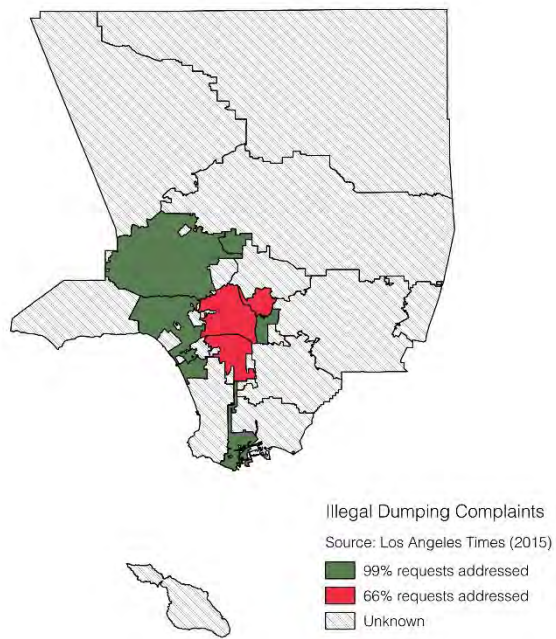 Illegal Dumping Complaints
Source: Los Angeles Times (2015)
99% requests addressed
66% requests addressed
Unknown